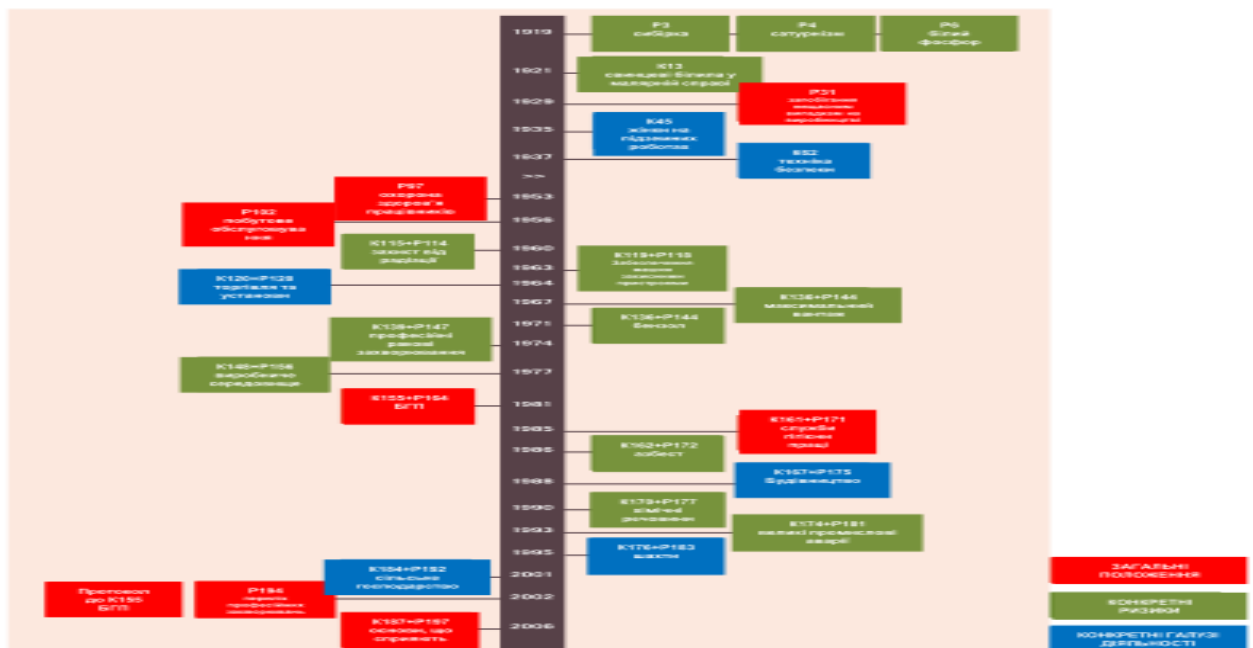 1919
Р3
сибірка
Р4
сатурнізм
Р6
білий
фосфор
1921
К13
свинцеві білила у
малярній справі
1929
Р31
запобігання
нещасним
випадкам на
виробництві
1935
К45
жінки на
підземних
роботах
1937
техніка
безпеки
>>
1953
Р97
охорона
здоров'я
працівників
1956
Р102
побутове
обслуговува
ння
1960
К115+Р114
захист від
радіації
1963
К119+Р118
Забезпечення
машин
захисними
пристроями
1964
К120+Р120
торгівля та
установи
1967
максимальний
вантаж
1971
К136+Р144
бензол
1974
К139+Р147
професійні
ракові
захворювання
1977
К148+Р156
виробниче
середовище
1981
К155+Р164
БГП
1985
К161+Р171
служби
гігієни
праці
1986
К162+Р172
азбест
1988
К167+Р175
Будівництво
1990
К170+Р177
хімічні
речовини
1993
К174+Р181
великі промислові
аварії
1995
К176+Р183
шахти
2001
К184+Р192
сільське
господарство
2002
Р194
перелік
професійних
захворювань
Протокол
до К155
БГП
2006
К187+Р197
основи, що
сприяють
ЗАГАЛЬНІ
ПОЛОЖЕННЯ
КОНКРЕТНІ
РИЗИКИ
КОНКРЕТНІ ГАЛУЗІ
ДІЯЛЬНОСТІ